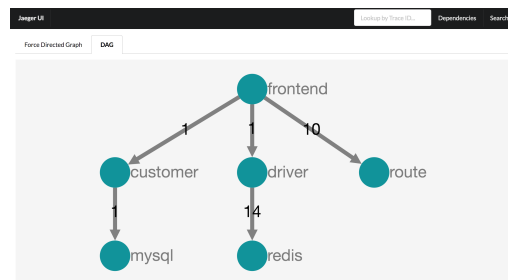 Jaeger UI Lookup by Trace ID... Dependencies Search
Force Directed Graph DAG
frontend
1 1 10
customer driver route
1 14
mysql redis